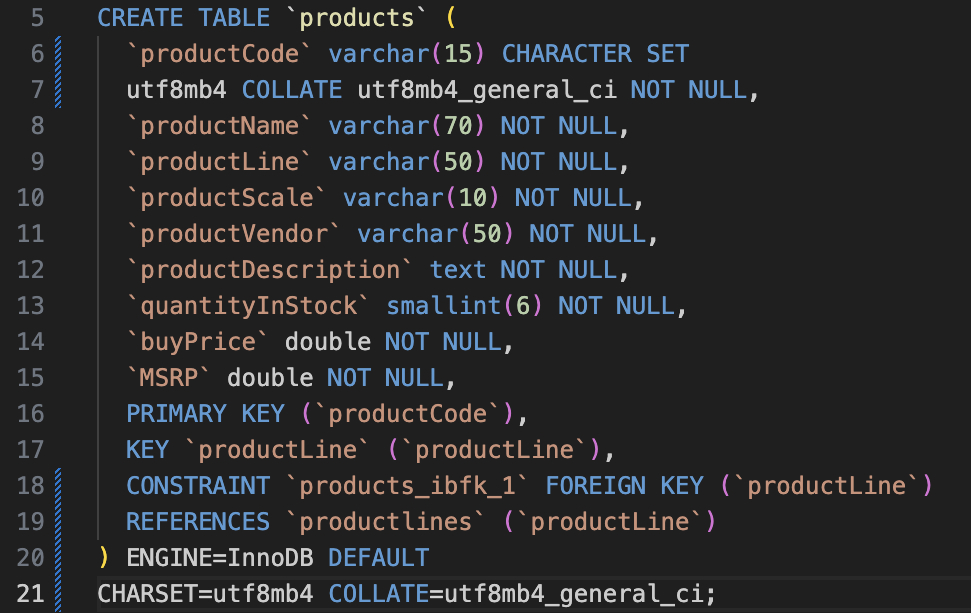 5 CREATE TABLE `products` (
6 `productCode` varchar(15) CHARACTER SET
7 utf8mb4 COLLATE utf8mb4_general_ci NOT NULL,
8 `productName` varchar(70) NOT NULL,
9 `productLine` varchar(50) NOT NULL,
10 `productScale` varchar(10) NOT NULL,
11 `productVendor` varchar(50) NOT NULL,
12 `productDescription` text NOT NULL,
13 `quantityInStock` smallint(6) NOT NULL,
14 `buyPrice` double NOT NULL,
15 `MSRP` double NOT NULL,
16 PRIMARY KEY (`productCode`),
17 KEY `productLine` (`productLine`),
18 CONSTRAINT `products_ibfk_1` FOREIGN KEY (`productLine`)
19 REFERENCES `productlines` (`productLine`)
20 ) ENGINE=InnoDB DEFAULT
21 CHARSET=utf8mb4 COLLATE=utf8mb4_general_ci;